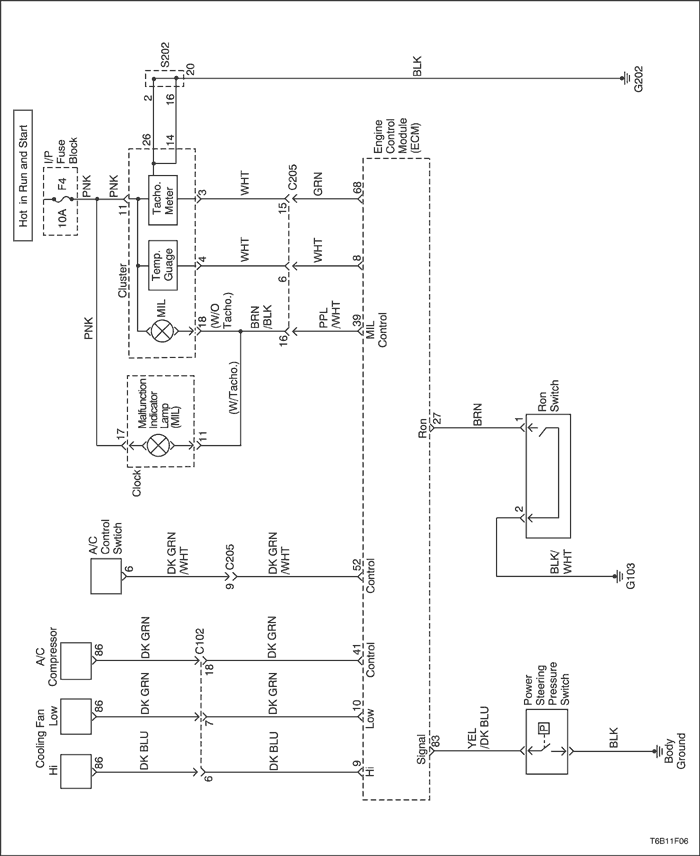 Hot in Run and Start
I/P
Fuse
Block
F4
10A
PNK
PNK
PNK
11
S202
20
2
16
26
14
BLK
G202
Cluster
Tacho.
Meter
Temp.
Guage
MIL
3
4
18
(W/O
Tacho.)
WHT
WHT
BRN
/BLK
(W/Tacho.)
15
C205
6
16
GRN
WHT
PPL
/WHT
68
8
39
MIL
Control
Engine
Control
Module
(ECM)
17
Malfunction
Indicator
Lamp
(MIL)
11
Clock
A/C
Control
Swtich
6
DK GRN
/WHT
C205
9
DK GRN
/WHT
52
Control
A/C
Compressor
86
DK GRN
C102
18
DK GRN
41
Control
Cooling Fan
Low
86
DK GRN
7
DK GRN
10
Low
Hi
86
DK BLU
6
DK BLU
9
Hi
Ron
27
BRN
1
Ron
Switch
2
BLK/
WHT
G103
Signal
83
YEL
/DK BLU
Power
Steering
Pressure
Switch
P
BLK
Body
Ground
T6B11F06